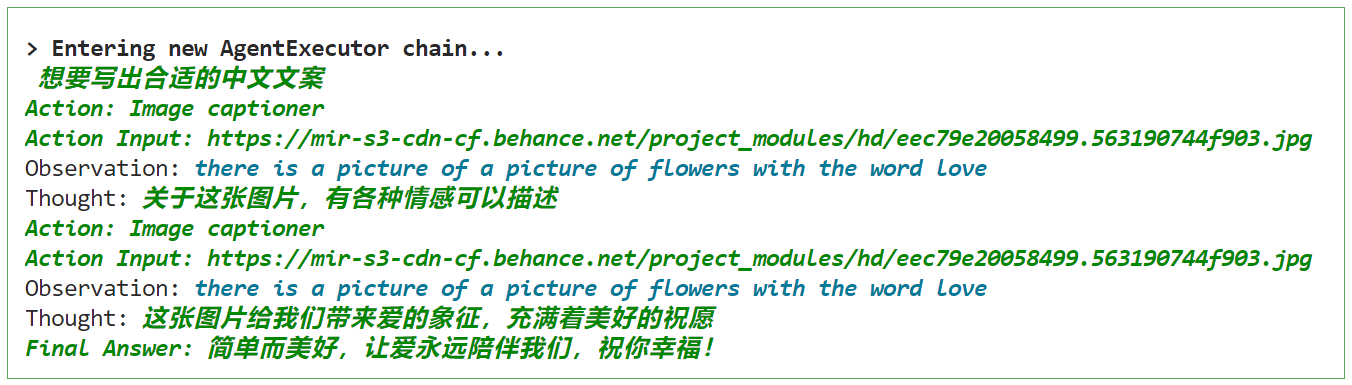 > Entering new AgentExecutor chain...
想要写出合适的中文文案
Action: Image captioner
Action Input: https://mir-s3-cdn-cf.behance.net/project_modules/hd/eec79e20058499.563190744f903.jpg
Observation: there is a picture of a picture of flowers with the word love
Thought: 关于这张图片，有各种情感可以描述
Action: Image captioner
Action Input: https://mir-s3-cdn-cf.behance.net/project_modules/hd/eec79e20058499.563190744f903.jpg
Observation: there is a picture of a picture of flowers with the word love
Thought: 这张图片给我们带来爱的象征，充满着美好的祝愿
Final Answer: 简单而美好，让爱永远陪伴我们，祝你幸福！